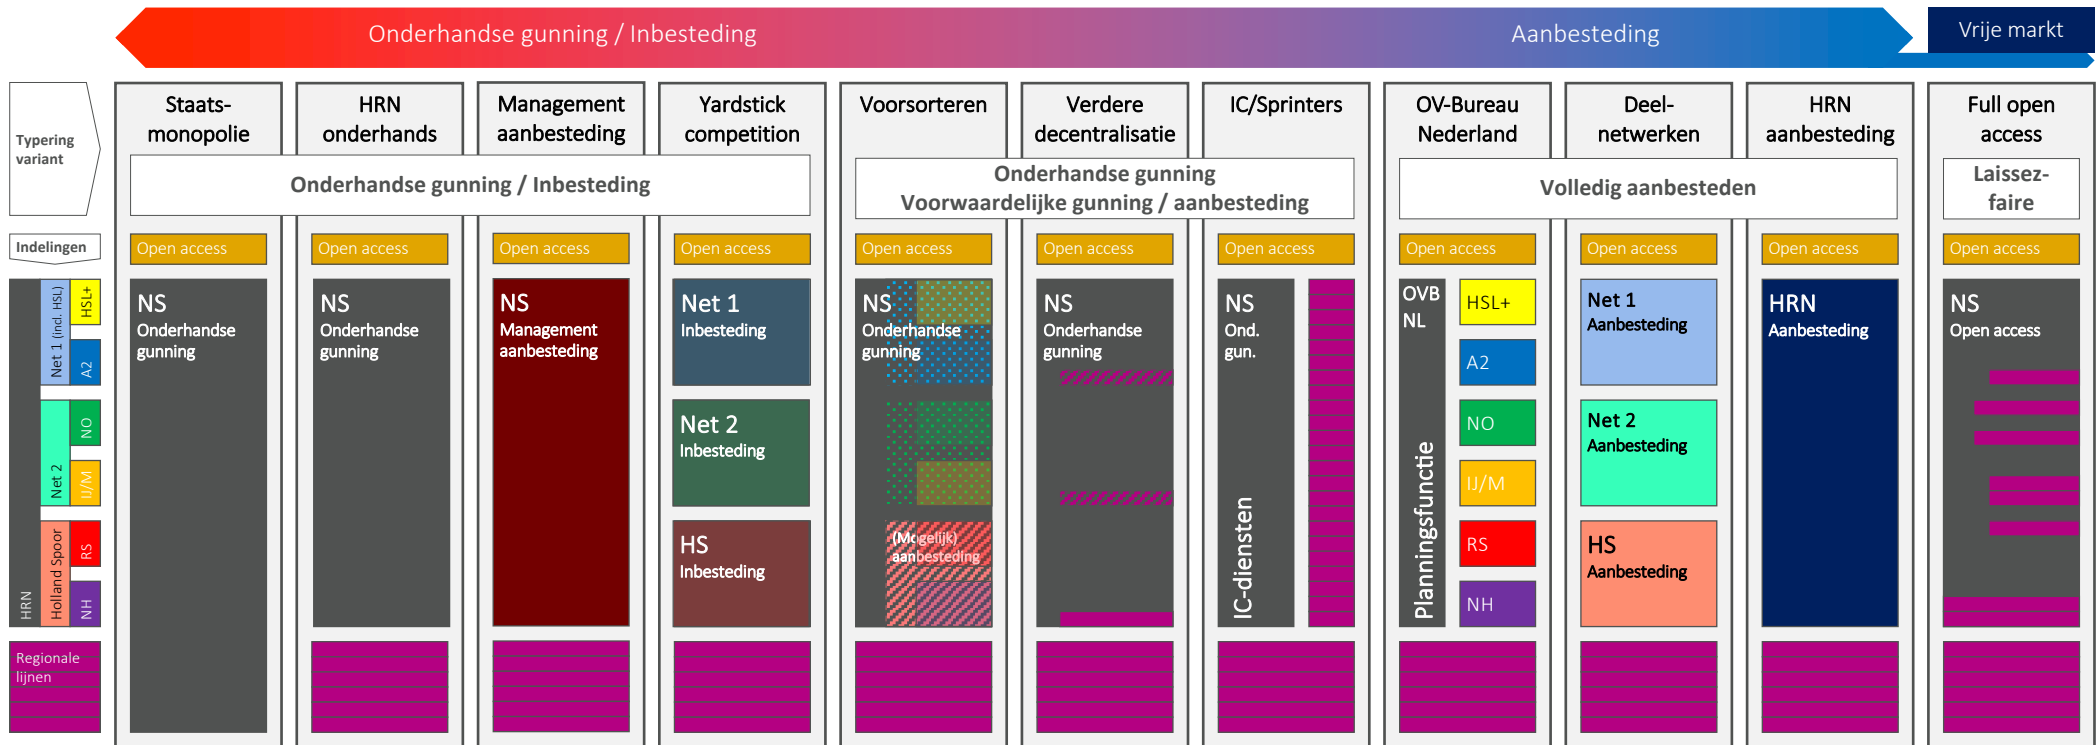 Onderhandse gunning / Inbesteding
Aanbesteding
Vrije markt
Typering
variant
Staats-
monopolie
HRN
onderhands
Management
aanbesteding
Yardstick
competition
Voorsorteren
Verdere
decentralisatie
IC/Sprinters
OV-Bureau
Nederland
Deel-
netwerken
HRN
aanbesteding
Full open
access
Onderhandse gunning / Inbesteding
Onderhandse gunning
Voorwaardelijke gunning / aanbesteding
Volledig aanbesteden
Laissez-
faire
Indelingen
Open access
Open access
Open access
Open access
Open access
Open access
Open access
Open access
Open access
Open access
Open access
HRN
Net 1 (Incl. HSL)
Net 2
Holland Spoor
HSL+
A2
NO
IJ/M
RS
NH
Regionale
lijnen
NS
Onderhandse
gunning
NS
Onderhandse
gunning
NS
Management
aanbesteding
Net 1
Inbesteding
Net 2
Inbesteding
HS
Inbesteding
NS
Onderhandse
gunning
(Mogelijk)
aanbesteding
NS
Onderhandse
gunning
NS
Ond.
gun.
IC-diensten
OVB
NL
Planningsfunctie
HSL+
A2
NO
IJ/M
RS
NH
Net 1
Aanbesteding
Net 2
Aanbesteding
HS
Aanbesteding
HRN
Aanbesteding
NS
Open access